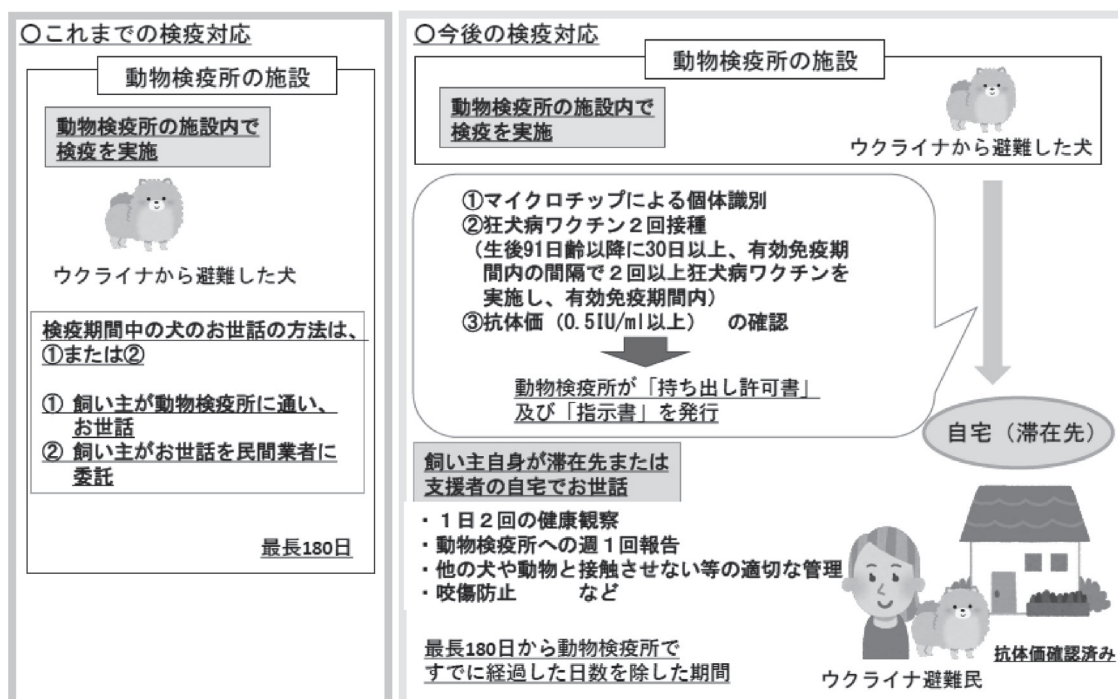 〇これまでの検疫対応
動物検疫所の施設
動物検疫所の施設内で
検疫を実施
ウクライナから避難した犬
検疫期間中の犬のお世話の方法は、
①または②
① 飼い主が動物検疫所に通い、
お世話
② 飼い主がお世話を民間業者に
委託
最長180日
〇今後の検疫対応
動物検疫所の施設
動物検疫所の施設内で
検疫を実施
ウクライナから避難した犬
①マイクロチップによる個体識別
②狂犬病ワクチン２回接種
（生後91日齢以降に30日以上、有効免疫期
間内の間隔で２回以上狂犬病ワクチンを
実施し、有効免疫期間内）
③抗体価（0.5IU/ml以上）　の確認
動物検疫所が「持ち出し許可書」
及び「指示書」を発行
自宅（滞在先）
飼い主自身が滞在先または
支援者の自宅でお世話
・１日２回の健康観察
・動物検疫所への週１回報告
・他の犬や動物と接触させない等の適切な管理
・咬傷防止　　　など
最長180日から動物検疫所で
すでに経過した日数を除した期間
ウクライナ避難民
抗体価確認済み